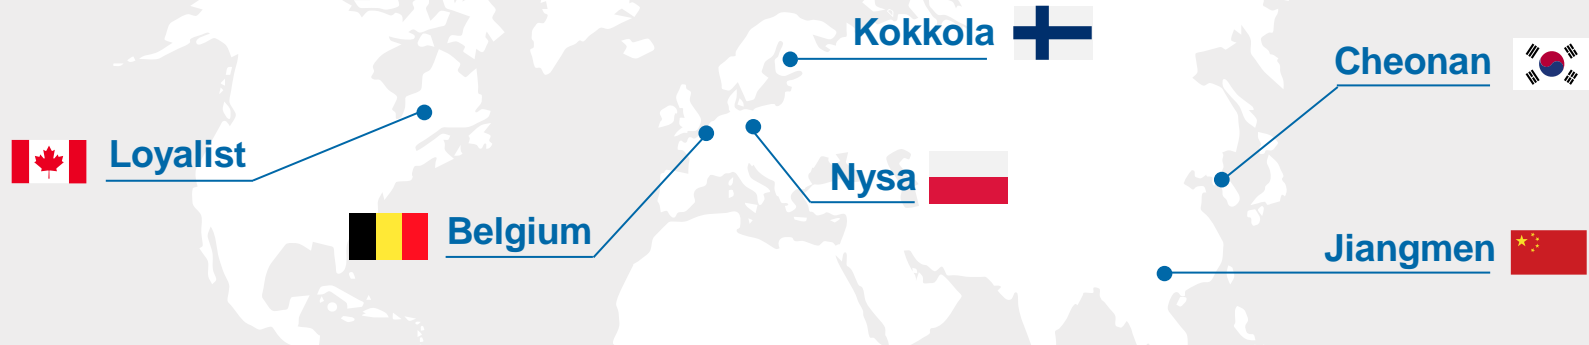 Kokkola
Cheonan
Loyalist
Nysa
Belgium
Jiangmen